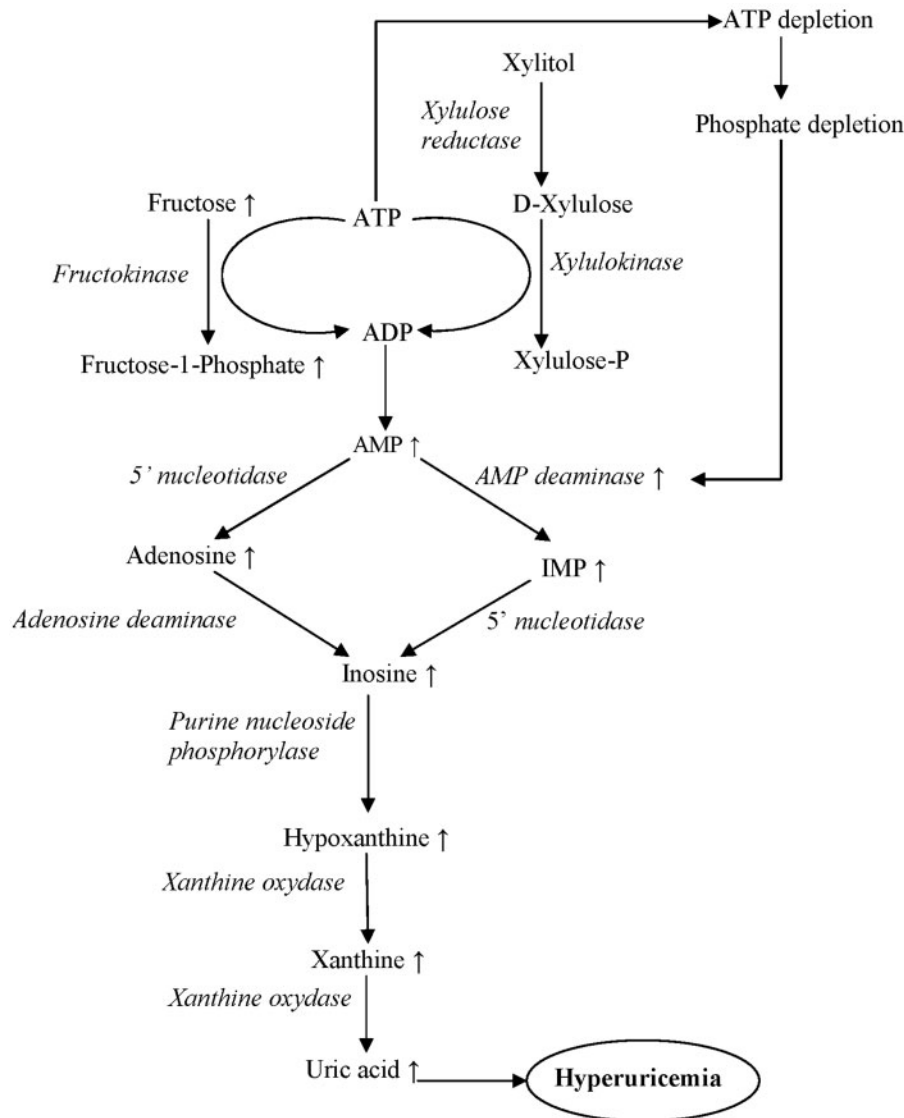 ATP depletion
Xylitol
Xylulose
reductase
Phosphate depletion
Fructose ↑
ATP
D-Xylulose
Fructokinase
Xylulokinase
ADP
Fructose-1-Phosphate ↑
Xylulose-P
AMP ↑
5’ nucleotidase
AMP deaminase ↑
Adenosine ↑
IMP ↑
Adenosine deaminase
5’ nucleotidase
Inosine ↑
Purine nucleoside
phosphorylase
Hypoxanthine ↑
Xanthine oxydase
Xanthine ↑
Xanthine oxydase
Uric acid ↑
Hyperuricemia